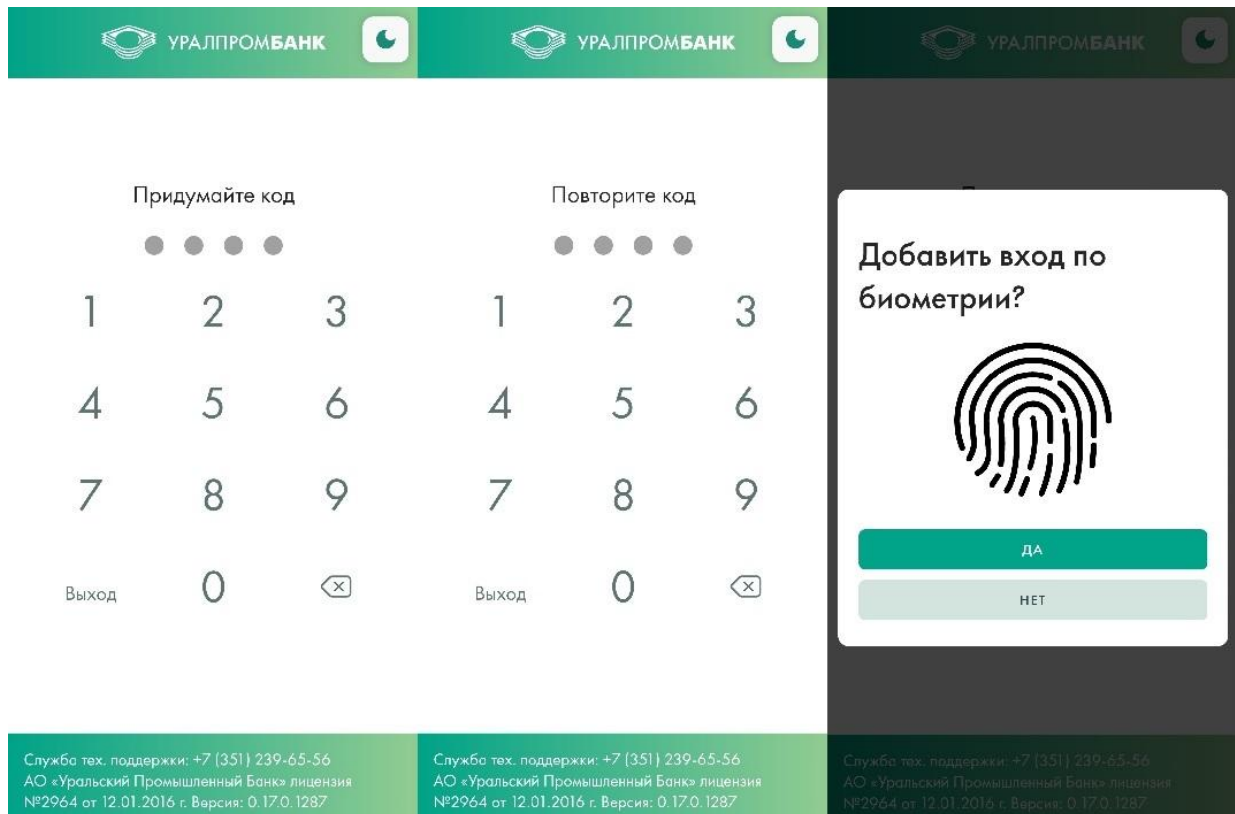 УРАЛПРОМБАНК
Придумайте код
1 2 3
4 5 6
7 8 9
Выход 0
Служба тех. поддержки: +7 (351) 239-65-56
АО «Уральский Промышленный Банк» лицензия
№2964 от 12.01.2016 г. Версия: 0.17.0.1287
УРАЛПРОМБАНК
Повторите код
1 2 3
4 5 6
7 8 9
Выход 0
Служба тех. поддержки: +7 (351) 239-65-56
АО «Уральский Промышленный Банк» лицензия
№2964 от 12.01.2016 г. Версия: 0.17.0.1287
УРАЛПРОМБАНК
Добавить вход по
биометрии?
ДА
НЕТ
Служба тех. поддержки: +7 (351) 239-65-56
АО «Уральский Промышленный Банк» лицензия
№2964 от 12.01.2016 г. Версия: 0.17.0.1287